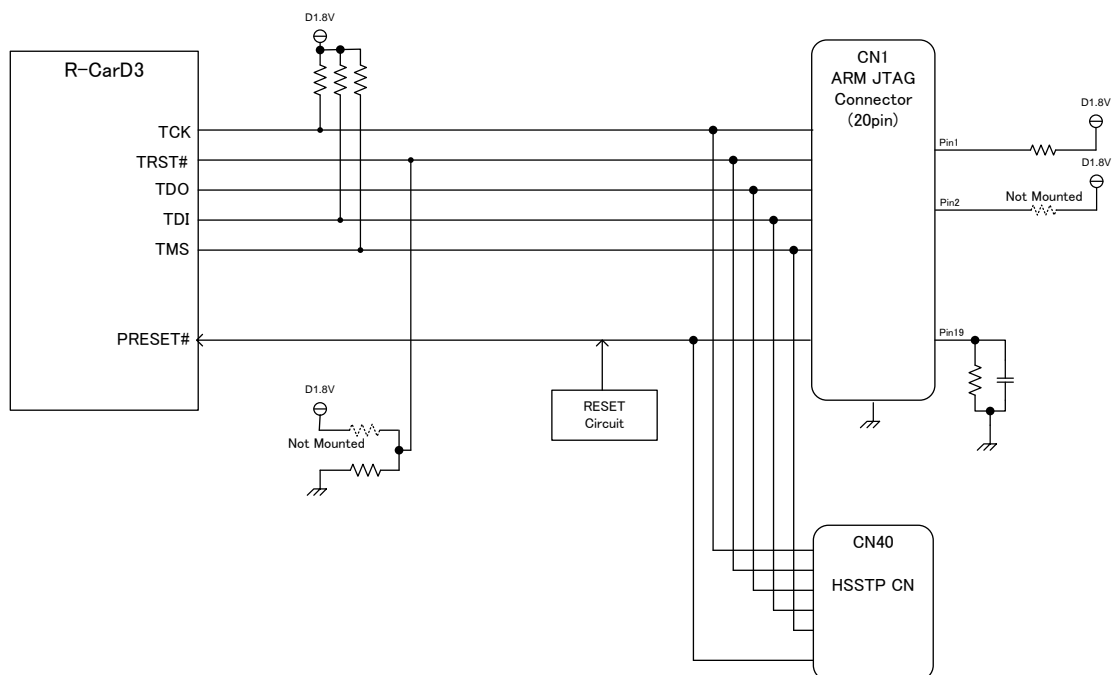 D1.8V
R-CarD3
CN1
ARM JTAG
Connector
(20pin)
D1.8V
TCK
Pin1
TRST#
D1.8V
TDO
Not Mounted
Pin2
TDI
TMS
PRESET#
Pin19
D1.8V
RESET
Circuit
Not Mounted
CN40
HSSTP CN